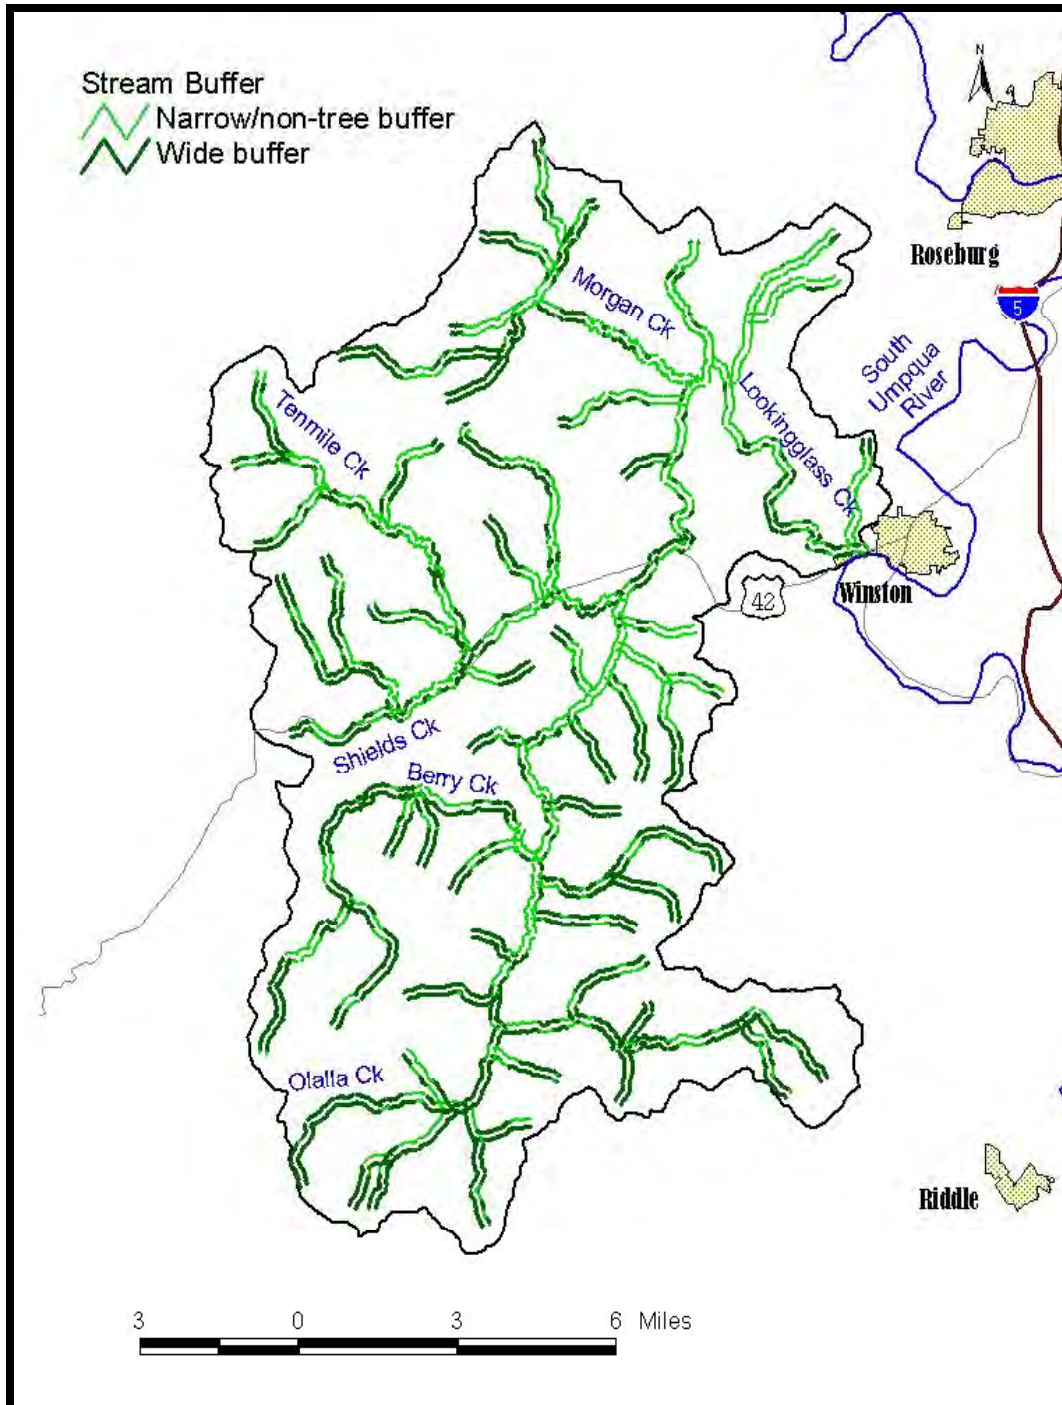 Stream Buffer
Narrow/non-tree buffer
Wide buffer
N
Roseburg
5
Morgan Ck
South
Umpqua
River
Lookingglass Ck
Tenmile Ck
Winston
42
Shields Ck
Berry Ck
Olalla Ck
Riddle
3 0 3 6 Miles